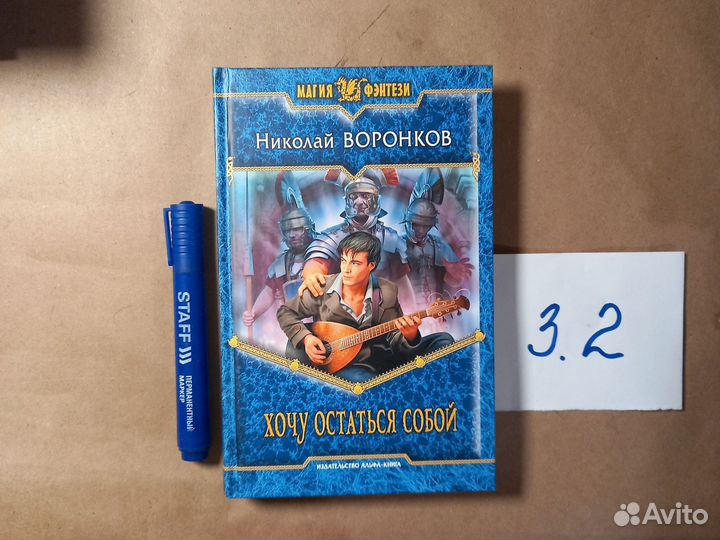 МАГИЯ ФЭНТЕЗИ
Николай ВОРОНКОВ
ХОЧУ ОСТАТЬСЯ СОБОЙ
ИЗДАТЕЛЬСТВО АЛЬФА-КНИГА
STAFF
ПЕРМАНЕНТНЫЙ
МАРКЕР
3.2
Avito